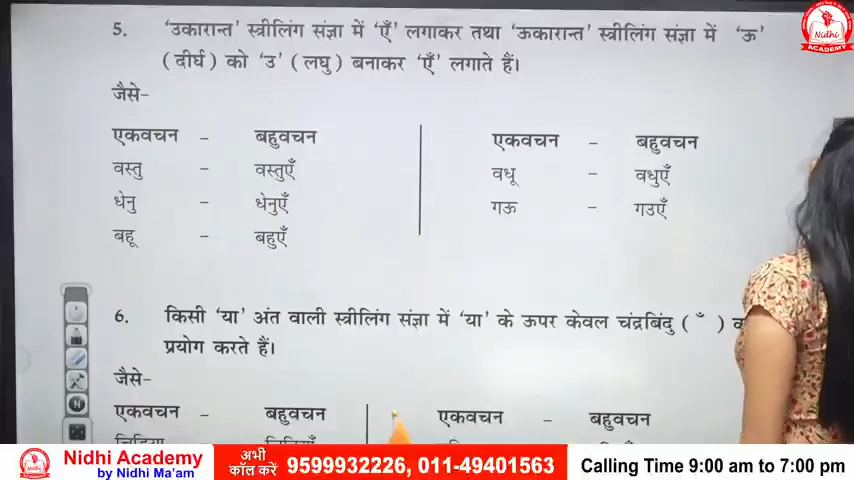 5. 'उकारान्त' स्त्रीलिंग संज्ञा में 'एँ' लगाकर तथा 'ऊकारान्त' स्त्रीलिंग संज्ञा में 'ऊ'
(दीर्घ) को 'उ' (लघु) बनाकर 'एँ' लगाते हैं।
जैसे-
एकवचन - बहुवचन एकवचन - बहुवचन
वस्तु - वस्तुएँ वधू - वधुएँ
धेनु - धेनुएँ गऊ - गउएँ
बहू - बहुएँ
6. किसी 'या' अंत वाली स्त्रीलिंग संज्ञा में 'या' के ऊपर केवल चंद्रबिंदु ( ँ )
प्रयोग करते हैं।
जैसे-
एकवचन - बहुवचन एकवचन - बहुवचन
Nidhi Academy
by Nidhi Ma'am
अभी
कॉल करें
9599932226, 011-49401563
Calling Time 9:00 am to 7:00 pm
Nidhi
ACADEMY